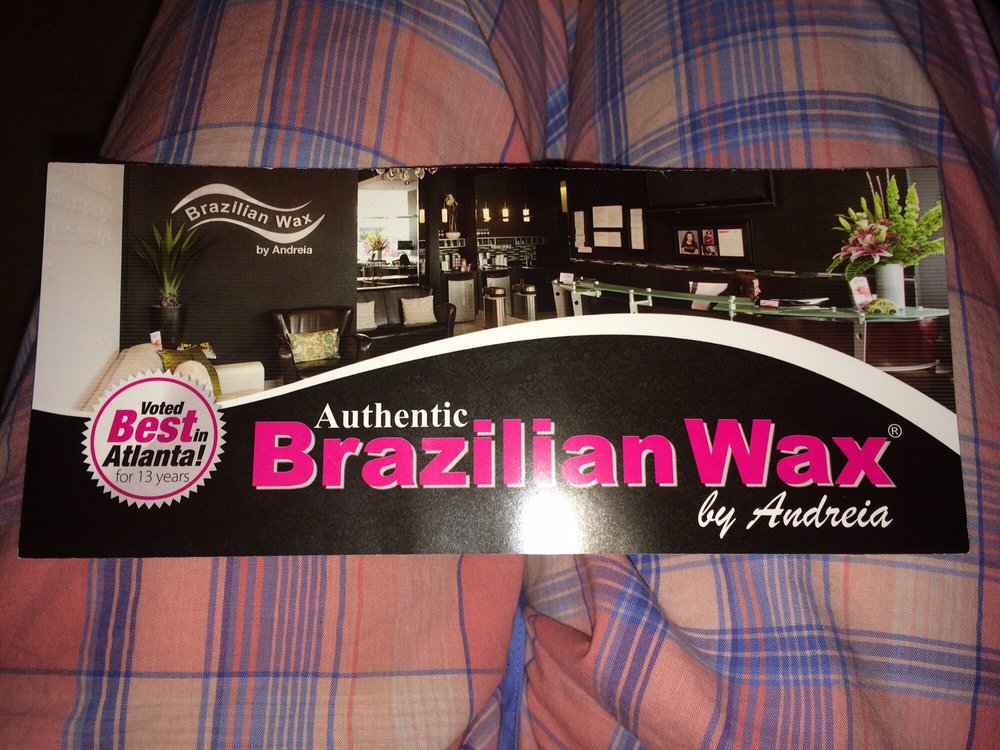 Brazilian Wax
by Andreia
Voted
Best in
Atlanta!
for 13 years
Authentic
Brazilian Wax®
by Andreia